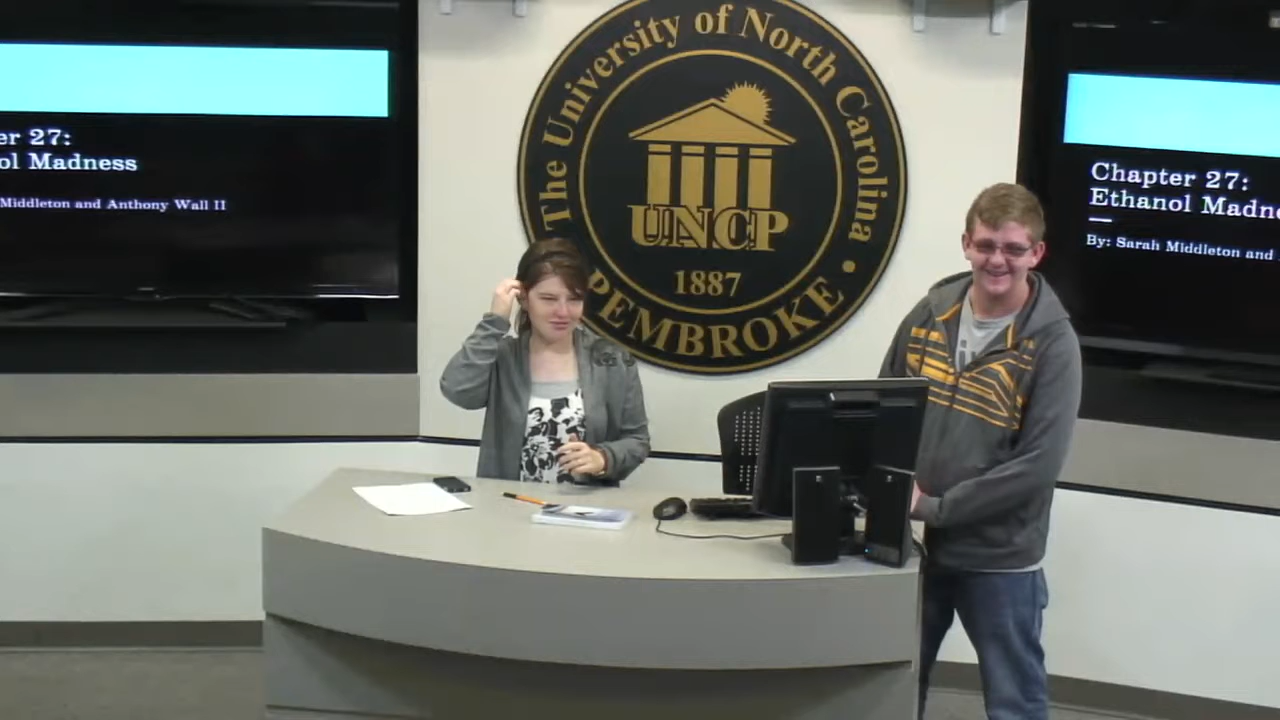 er 27:
ol Madness
Middleton and Anthony Wall II
The University of North Carolina
UNCP
1887
PEMBROKE
Chapter 27:
Ethanol Madn
By: Sarah Middleton and